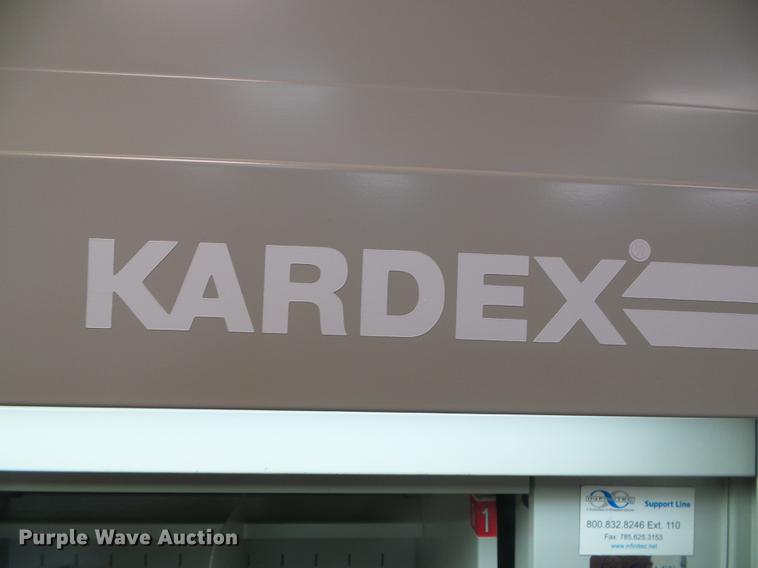 KARDEX®
1
Support Line
800.832.8246 Ext. 110
Fax: 785.625.3153
Purple Wave Auction